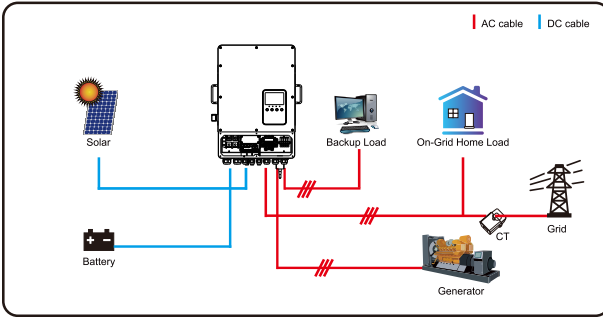 AC cable
DC cable
Solar
Backup Load
On-Grid Home Load
Grid
CT
Battery
Generator